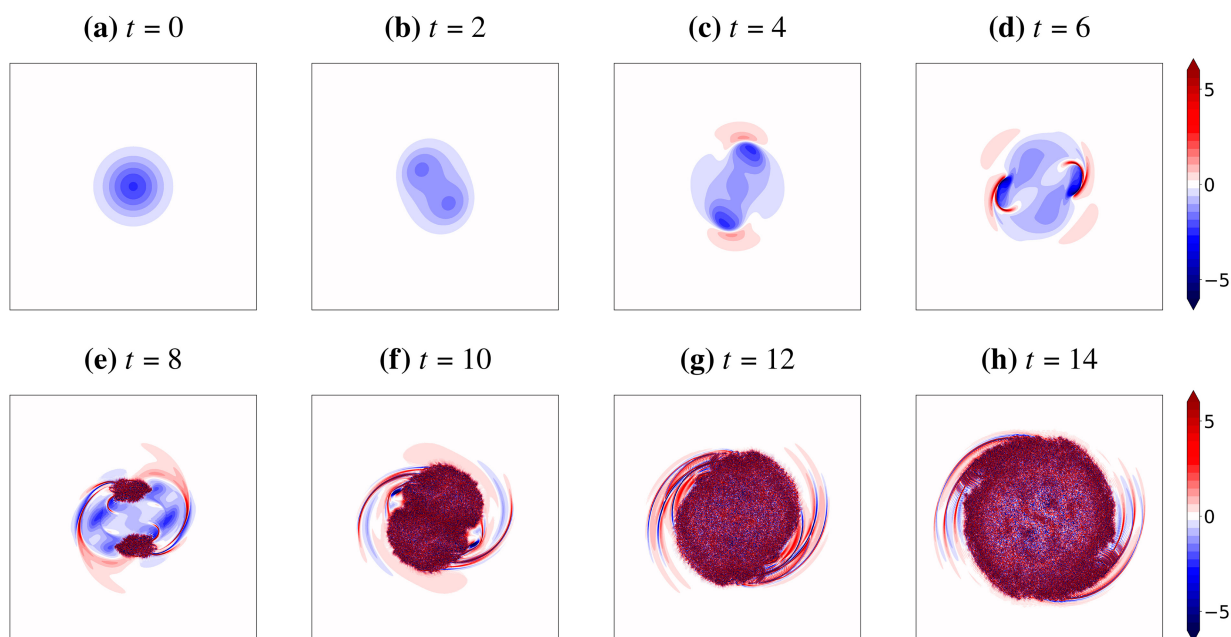 (a) t = 0
(b) t = 2
(c) t = 4
(d) t = 6
5
0
−5
(e) t = 8
(f) t = 10
(g) t = 12
(h) t = 14
5
0
−5